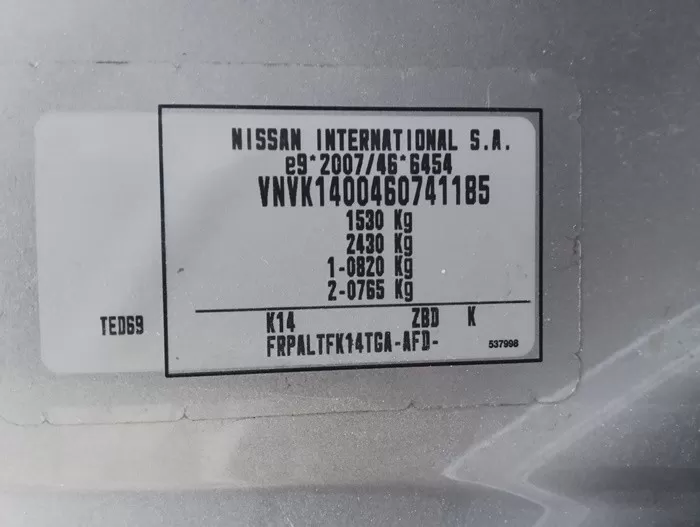 NISSAN INTERNATIONAL S.A.
e9*2007/46*6454
VNVK1400460741185
1530 Kg
2430 Kg
1-0820 Kg
2-0765 Kg
TED69 K14 ZBD K
FRPALTFK14TGA-AFD- 537998